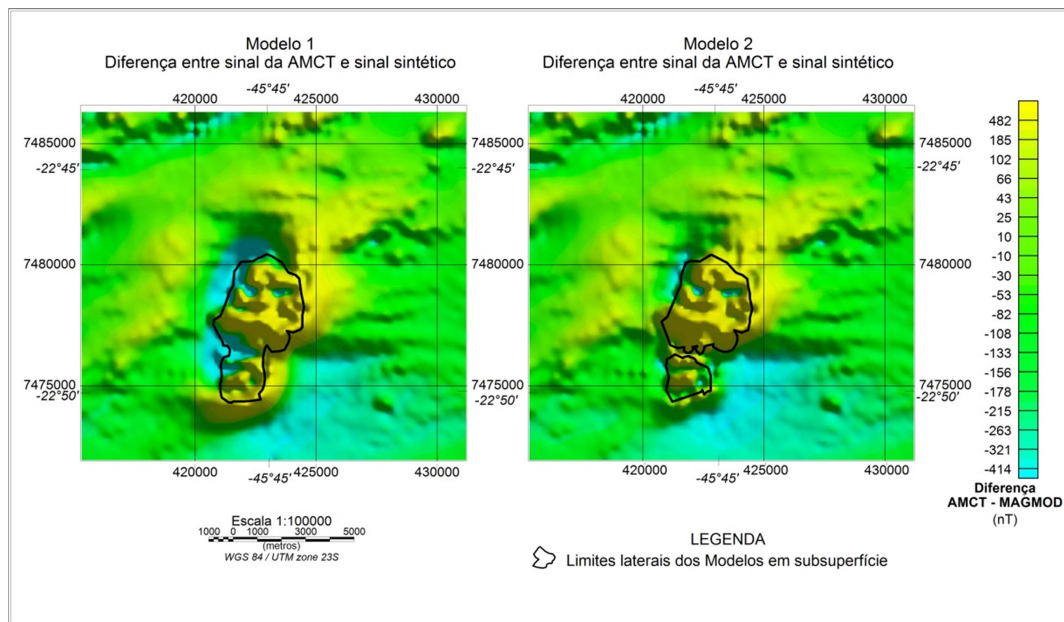 Modelo 1
Diferença entre sinal da AMCT e sinal sintético
-45°45'
420000 425000 430000
7485000
-22°45'
7480000
7475000
-22°50'
420000 425000 430000
-45°45'
Modelo 2
Diferença entre sinal da AMCT e sinal sintético
-45°45'
420000 425000 430000
7485000
-22°45'
7480000
7475000
-22°50'
420000 425000 430000
-45°45'
482
185
102
66
43
25
10
-10
-30
-53
-82
-108
-133
-156
-178
-215
-263
-321
-414
Diferença
AMCT - MAGMOD
(nT)
Escala 1:100000
1000 0 1000 3000 5000
(metros)
WGS 84 / UTM zone 23S
LEGENDA
Limites laterais dos Modelos em subsuperfície